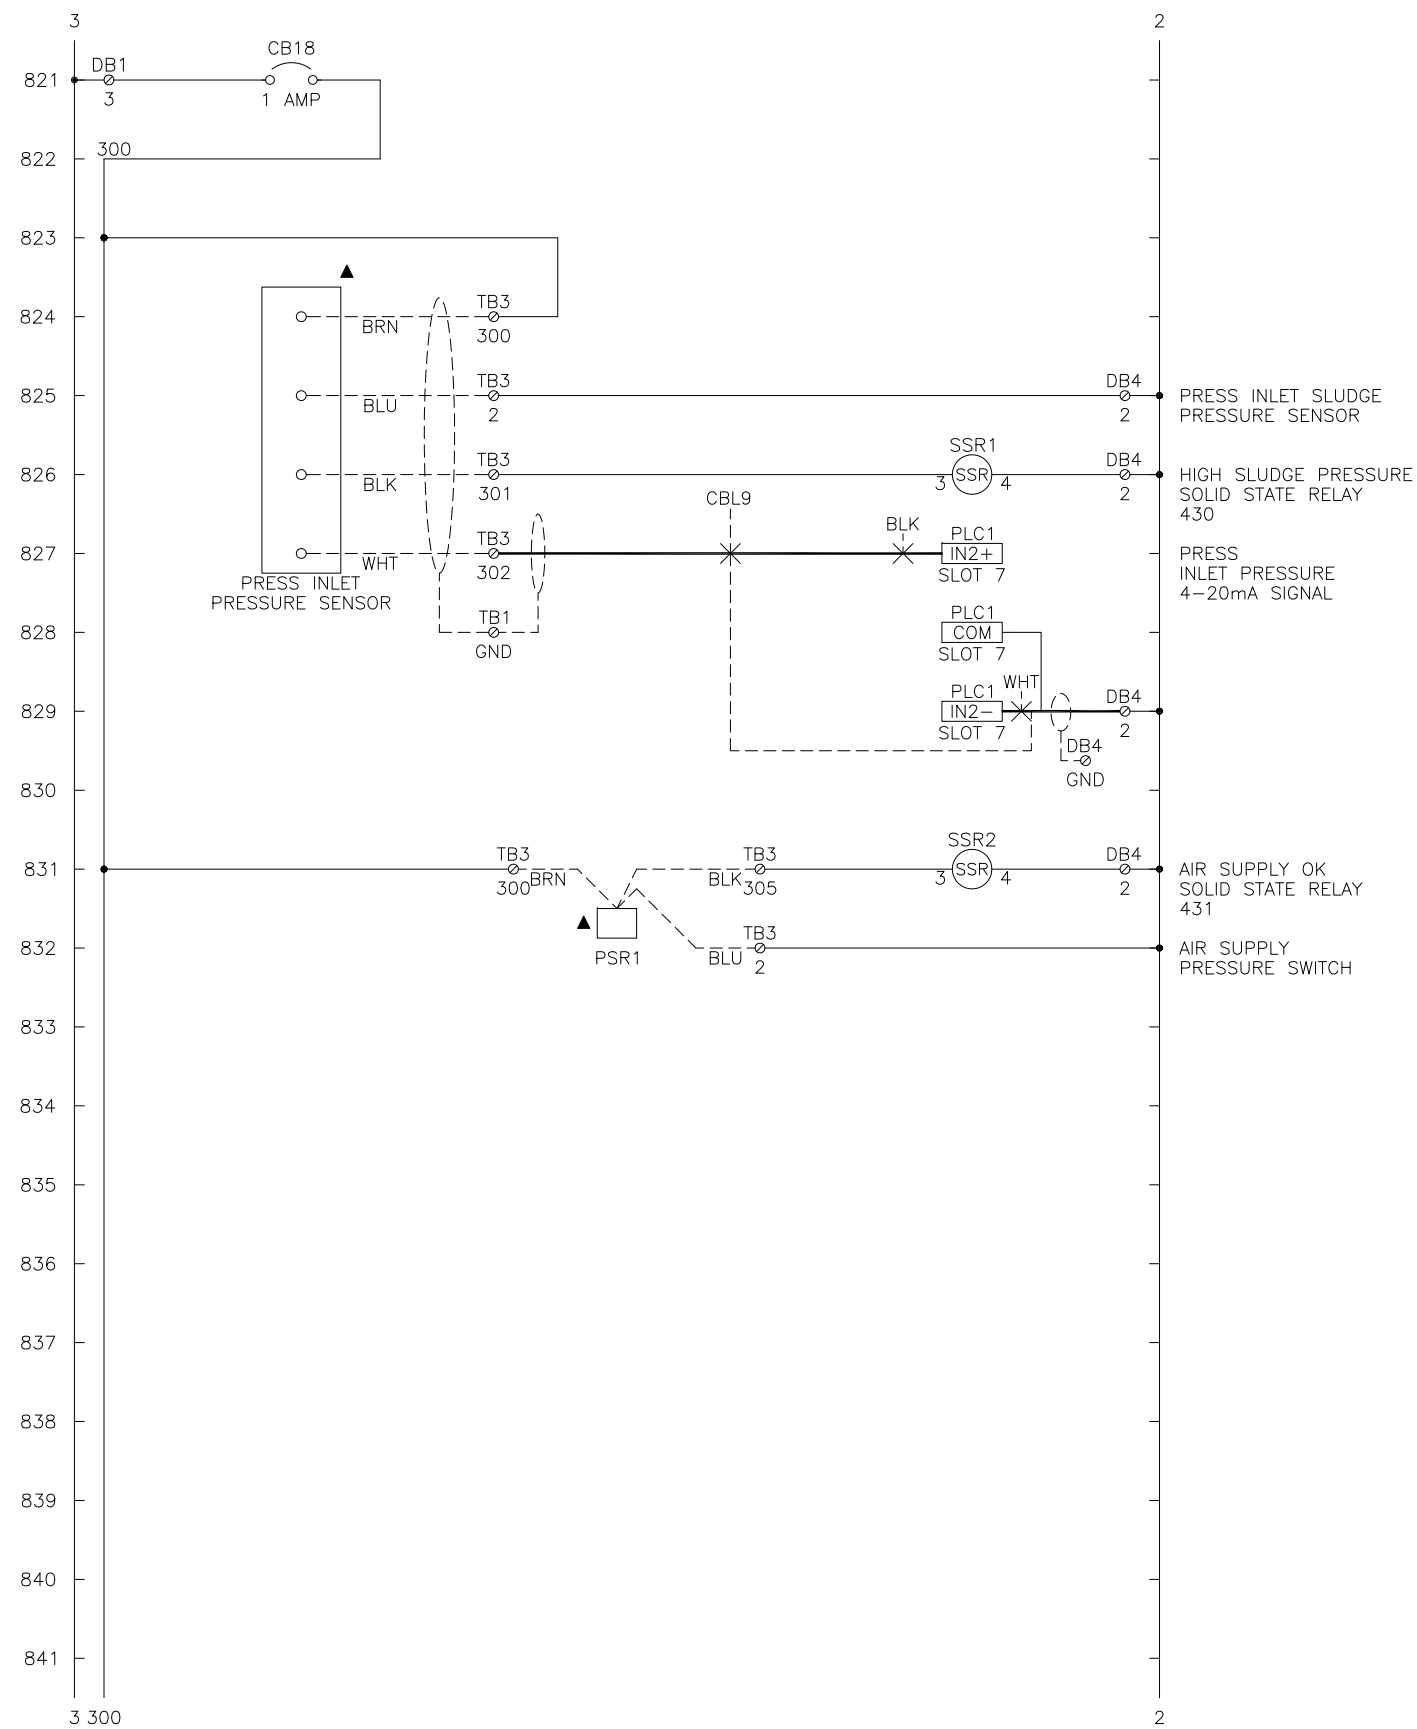 3
2
821
DB1
3
CB18
1 AMP
822
300
823
824
BRN
TB3
300
825
BLU
TB3
2
DB4
2
PRESS INLET SLUDGE
PRESSURE SENSOR
826
BLK
TB3
301
SSR1
3
SSR
4
DB4
2
HIGH SLUDGE PRESSURE
SOLID STATE RELAY
430
827
WHT
TB3
302
CBL9
BLK
PLC1
IN2+
SLOT 7
PRESS
INLET PRESSURE
4-20mA SIGNAL
PRESS INLET
PRESSURE SENSOR
828
TB1
GND
PLC1
COM
SLOT 7
829
PLC1
IN2-
SLOT 7
WHT
DB4
2
DB4
GND
830
831
TB3
300
BRN
BLK
TB3
305
SSR2
3
SSR
4
DB4
2
AIR SUPPLY OK
SOLID STATE RELAY
431
832
PSR1
BLU
TB3
2
AIR SUPPLY
PRESSURE SWITCH
833
834
835
836
837
838
839
840
841
3 300
2